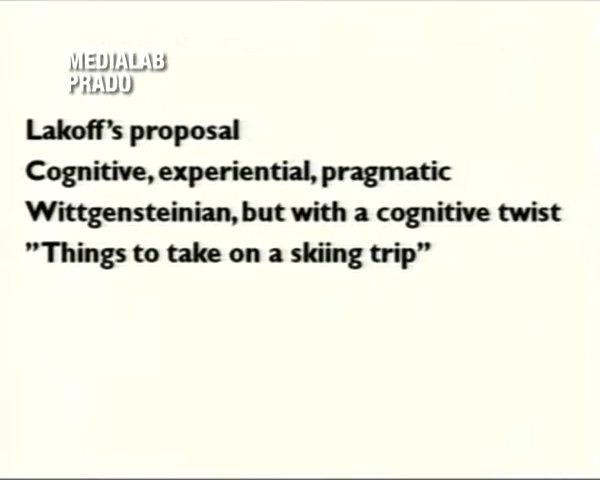 MEDIALAB
PRADO
Lakoff's proposal
Cognitive, experiential, pragmatic
Wittgensteinian, but with a cognitive twist
”Things to take on a skiing trip”